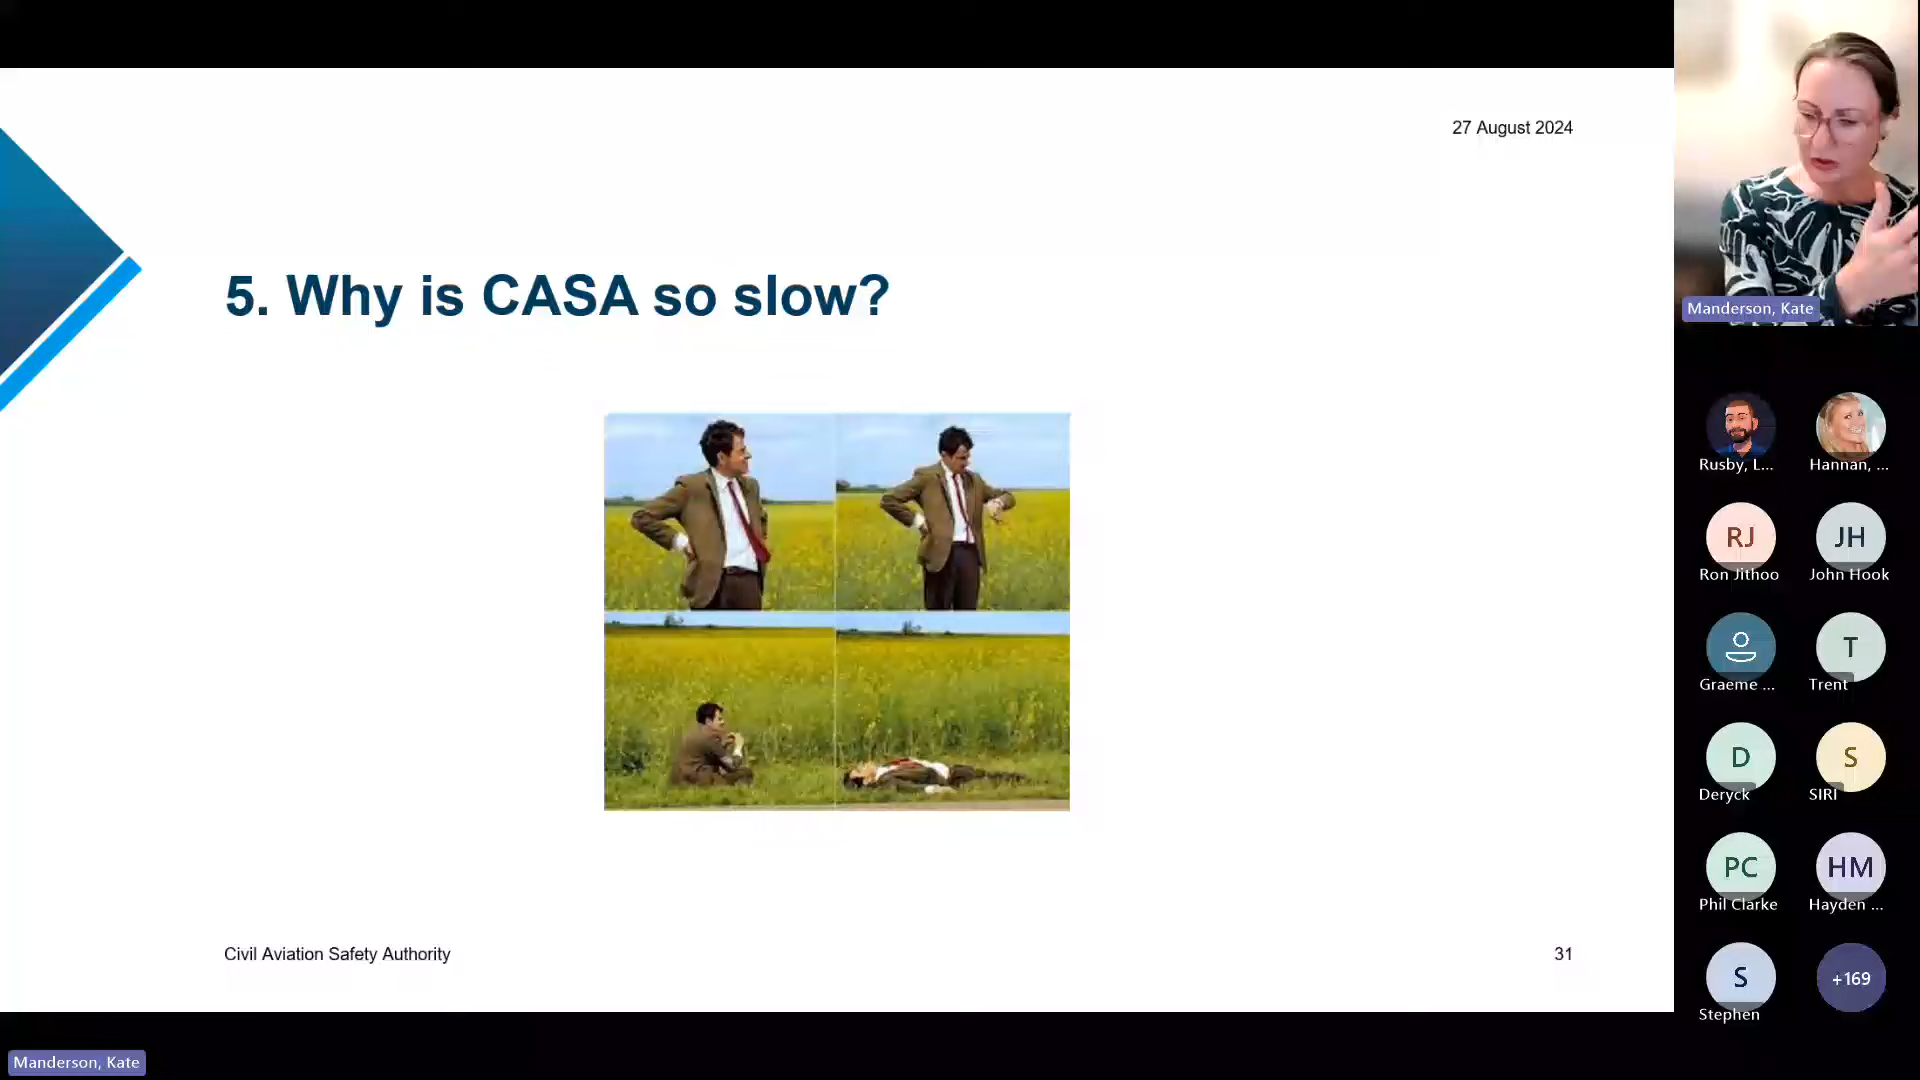 27 August 2024
5. Why is CASA so slow?
Civil Aviation Safety Authority
31
Manderson, Kate
Rusby, L...
Hannan, ...
RJ
JH
Ron Jithoo
John Hook
T
Graeme ...
Trent
D
S
Deryck
SIRI
PC
HM
Phil Clarke
Hayden ...
S
+169
Stephen
Manderson, Kate